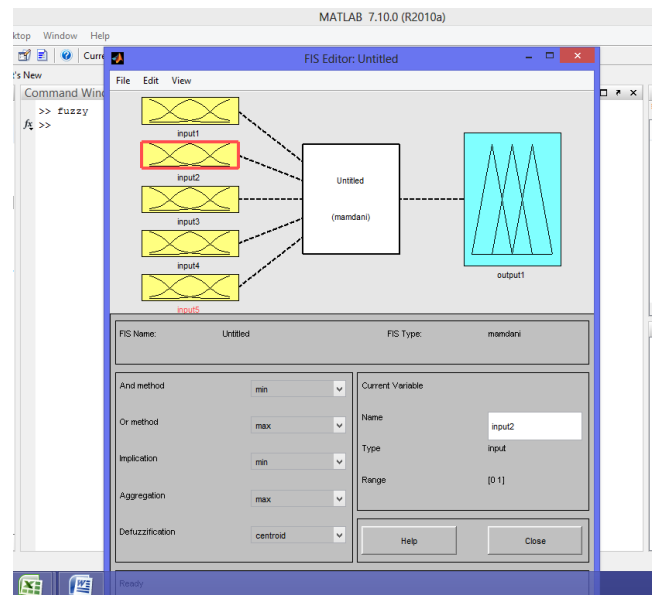 MATLAB 7.10.0 (R2010a)
ktop Window Help
Curre
FIS Editor: Untitled
's New
File Edit View
Command Wind
>> fuzzy
fx >>
input1
input2
input3
input4
input5
Untitled
(mamdani)
output1
FIS Name: Untitled FIS Type: mamdani
And method min
Or method max
Implication min
Aggregation max
Defuzzification centroid
Current Variable
Name input2
Type input
Range [0 1]
Help Close
Ready